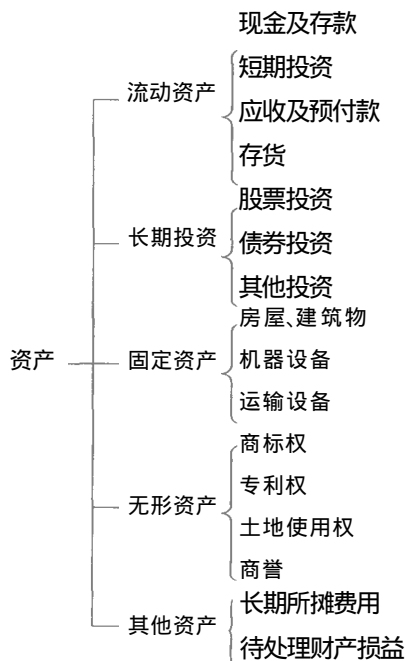 资产
流动资产
现金及存款
短期投资
应收及预付款
存货
长期投资
股票投资
债券投资
其他投资
固定资产
房屋、建筑物
机器设备
运输设备
无形资产
商标权
专利权
土地使用权
商誉
其他资产
长期所摊费用
待处理财产损益